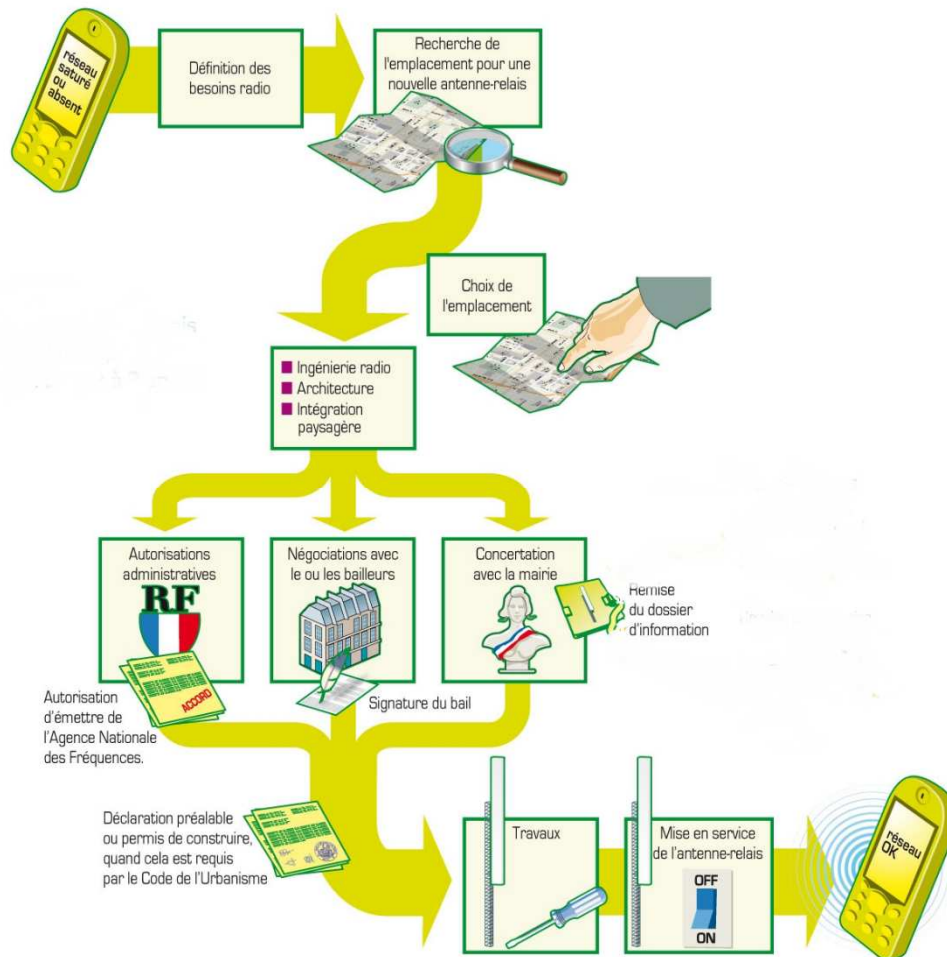 réseau
saturé
ou
absent
Définition des
besoins radio
Recherche de
l'emplacement pour une
nouvelle antenne-relais
Choix de
l'emplacement
Ingénierie radio
Architecture
Intégration
paysagère
Autorisations
administratives
RF
ACCORD
Autorisation
d'émettre de
l'Agence Nationale
des Fréquences.
Négociations avec
le ou les bailleurs
Signature du bail
Concertation
avec la mairie
Remise
du dossier
d'information
Déclaration préalable
ou permis de construire,
quand cela est requis
par le Code de l'Urbanisme
Travaux
Mise en service
de l'antenne-relais
OFF
ON
réseau
OK